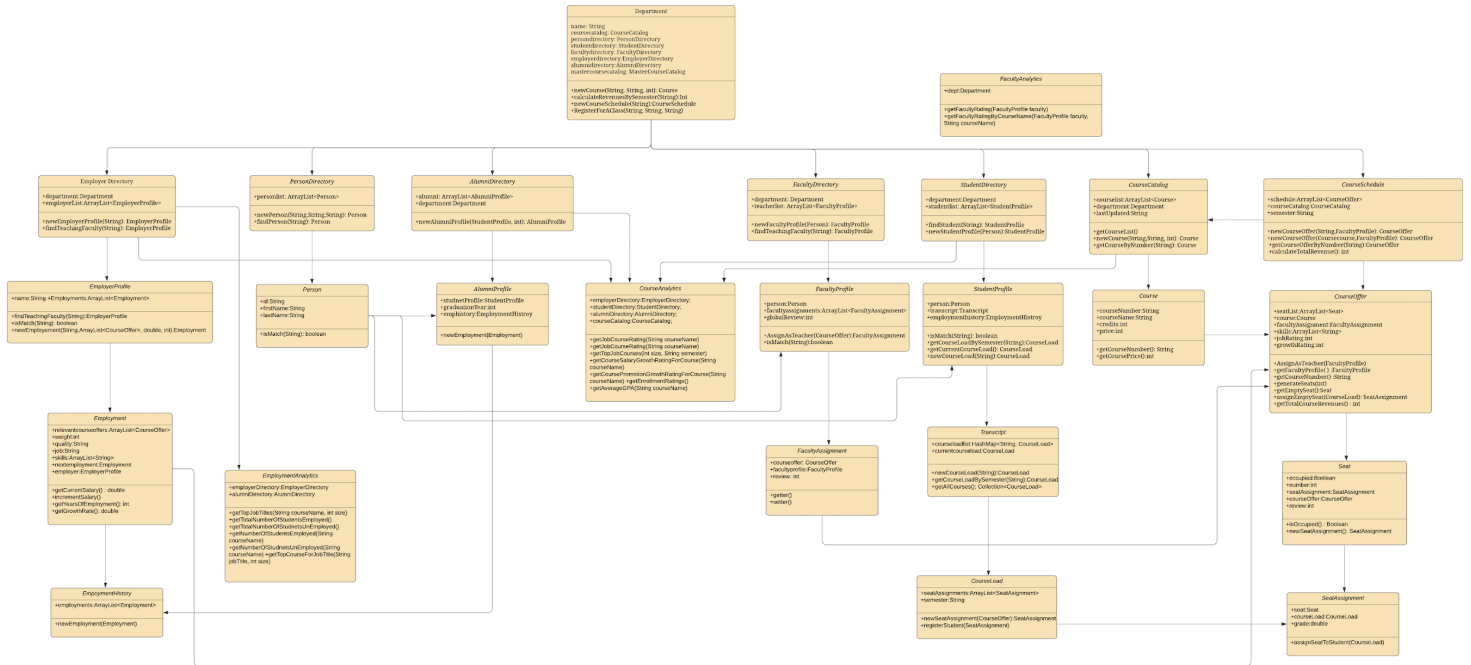 Department
name: String
coursecatalog: CourseCatalog
persondirectory: PersonDirectory
studentdirectory: StudentDirectory
facultydirectory: FacultyDirectory
employerdirectory:EmployerDirectory
alumnidirectory:AlumniDirectory
mastercoursecatalog: MasterCourseCatalog
+newCourse(String, String, int): Course
+calculateRevenuesBySemester(String):Int
+newCourseSchedule(String):CourseSchedule
+RegisterForAClass(String, String, String)
FacultyAnalytics
+dept:Department
+getFacultyRating(FacultyProfile faculty)
+getFacultyRatingByCourseName(FacultyProfile faculty,
String courseName)
Employer Directory
+department:Department
+employerList:ArrayList<EmployerProfile>
+newEmployerProfile(String): EmployerProfile
+findTeachingFaculty(String): EmployerProfile
PersonDirectory
+personlist: ArrayList<Person>
+newPerson(String,String,String): Person
+findPerson(String): Person
AlumniDirectory
+alumni: ArrayList<AlumniProfile>
+department:Department
+newAlumniProfile(StudentProfile, int): AlumniProfile
FacultyDirectory
+department: Department
+teacherlist: ArrayList<FacultyProfile>
+newFacultyProfile(Person): FacultyProfile
+findTeachingFaculty(String): FacultyProfile
StudentDirectory
+department:Department
+studentlist: ArrayList<StudentProfile>
+findStudent(String): StudentProfile
+newStudentProfile(Person):StudentProfile
CourseCatalog
+courselist:ArrayList<Course>
+department:Department
+lastUpdated:String
+getCourseList()
+newCourse(String,String, int): Course
+getCourseByNumber(String): Course
CourseSchedule
+schedule:ArrayList<CourseOffer>
+courseCatalog:CourseCatalog
+semester:String
+newCourseOffer(String,FacultyProfile): CourseOffer
+newCourseOffer(Coursecourse,FacultyProfile): CourseOffer
+getCourseOfferByNumber(String):CourseOffer
+calculateTotalRevenue(): int
EmployerProfile
+name:String +Employments:ArrayList<Employment>
+findTeachingFaculty(String):EmployerProfile
+isMatch(String): boolean
+newEmployment(String,ArrayList<CourseOffer>, double, int):Employment
Person
+id:String
+firstName:String
+lastName:String
+isMatch(String): boolean
AlumniProfile
+studnetProfile:StudentProfile
+graduationYear:int
+emphistory:EmploymentHistroy
+newEmployment(Employment)
CourseAnalytics
+employerDirectory:EmployerDirectory,
+studentDirectory:StudentDirectory;
+alumniDirectory:AlumniDirectory;
+courseCatalog:CourseCatalog;
+getJobCourseRating(String courseName)
+getJobCourseRating(String courseName)
+getTopJobCourses(int size, String semester)
+getCourseSalaryGrowthRatingForCourse(String
courseName)
+getCoursePromotionGrowthRatingForCourse(String
courseName) +getEnrollmentRatings()
+getAverageGPA(String courseName)
FacultyProfile
+person:Person
+facultyassignments:ArrayList<FacultyAssignment>
+globalReview:int
+AssignAsTeacher(CourseOffer):FacultyAssignment
+isMatch(String):boolean
StudentProfile
+person:Person
+transcript:Transcript
+employmenthistory:EmploymentHistroy
+isMatch(String): boolean
+getCourseLoadBySemester(String):CourseLoad
+getCurrentCourseLoad(): CourseLoad
+newCourseLoad(String):CourseLoad
Course
+courseNumber:String
+courseName:String
+credits:int
+price:int
+getCourseNumber(): String
+getCoursePrice():int
CourseOffer
+seatList:ArrayList<Seat>
+course:Course
+facultyAssignment:FacultyAssignment
+skills:ArrayList<String>
+jobRating:int
+growthRating:int
+AssignAsTeacher(FacultyProfile)
+getFacultyProfile( ) :FacultyProfile
+getCourseNumber() :String
+generateSeats(int)
+getEmptySeat():Seat
+assignEmptySeat(CourseLoad): SeatAssignment
+getTotalCourseRevenues() : int
Employment
+relevantcourseoffers:ArrayList<CourseOffer>
+weight:int
+quality:String
+job:String
+skills:ArrayList<String>
+nextemployment:Employment
+employer:EmployerProfile
+getCurrentSalary() : double
+incrementSalary()
+getYearsOfEmployment(): int
+getGrowthRate(): double
EmploymentAnalytics
+employerDirectory:EmployerDirectory
+alumniDirectory:AlumniDirectory
+getTopJobTitles(String courseName, int size)
+getTotalNumberOfStudentsEmployed()
+getTotalNumberOfStudnetsUnEmployed()
+getNumberOfStudentsEmployed(String
courseName)
+getNumberOfStudnetsUnEmployed(String
courseName) +getTopCourseForJobTitle(String
jobTitle, int size)
FacultyAssignment
+courseoffer: CourseOffer
+facultyprofile:FacultyProfile
+review: int
+getter()
+setter()
Transcript
+courseloadlist:HashMap<String, CourseLoad>
+currentcourseload:CourseLoad
+newCourseLoad(String):CourseLoad
+getCourseLoadBySemester(String):CourseLoad
+getAllCourses(): Collection<CourseLoad>
Seat
+occupied:Boolean
+number:int
+seatAssignment:SeatAssignment
+courseOffer:CourseOffer
+review:int
+isOccupied() : Boolean
+newSeatAssignment(): SeatAssignment
EmpoymentHistory
+employments:ArrayList<Employment>
+newEmployment(Employment)
CourseLoad
+seatAssignments:ArrayList<SeatAsignment>
+semester:String
+newSeatAssignment(CourseOffer):SeatAssignment
+registerStudent(SeatAssignment)
SeatAssignment
+seat:Seat
+courseLoad:CourseLoad
+grade:double
+assignSeatToStudent(CourseLoad)